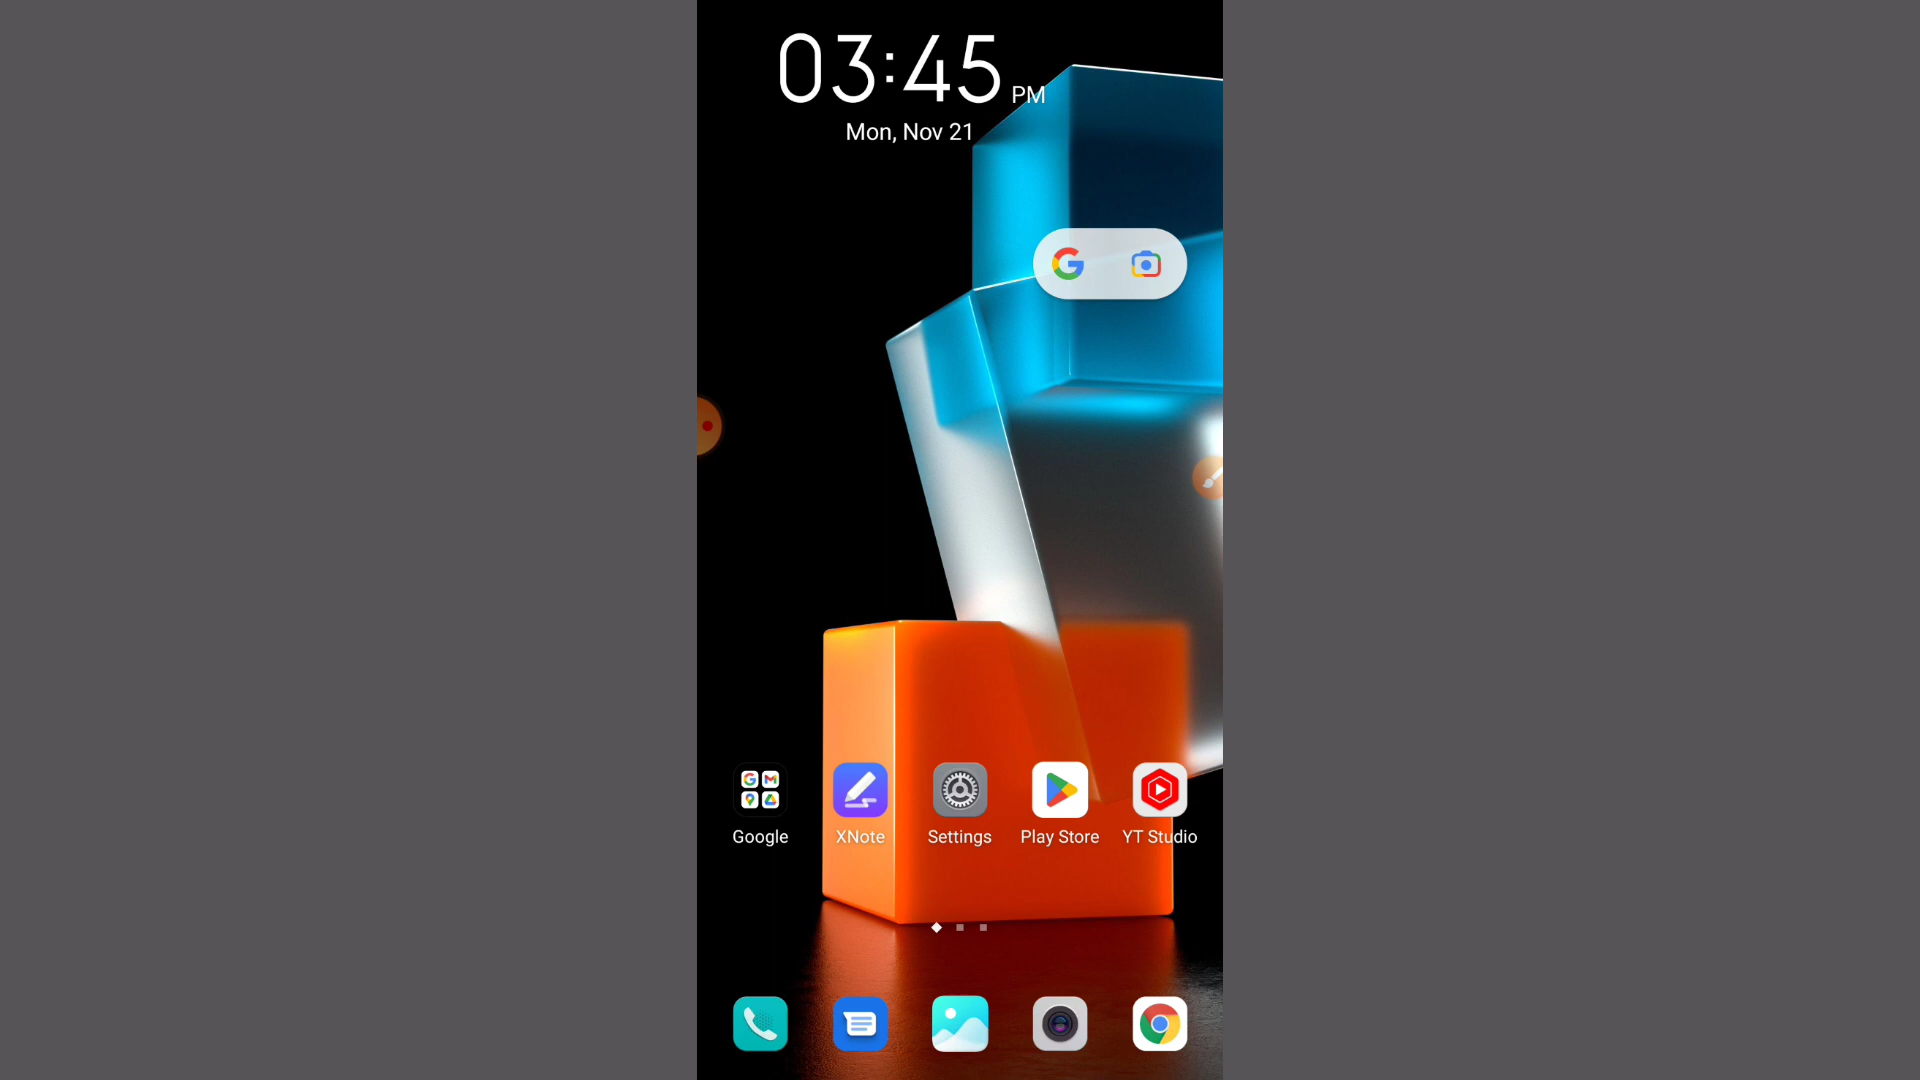 03:45 PM
Mon, Nov 21
Google
XNote
Settings
Play Store
YT Studio